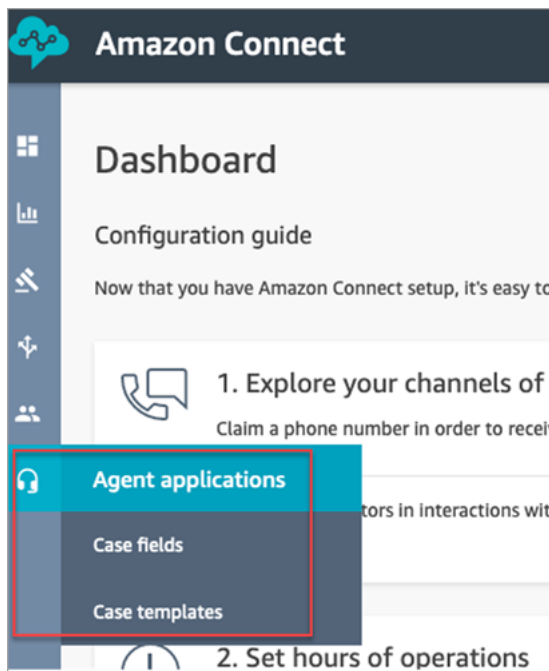 Amazon Connect
Dashboard
Configuration guide
Now that you have Amazon Connect setup, it's easy to
1. Explore your channels of
Claim a phone number in order to recei
Agent applications
tors in interactions wit
Case fields
Case templates
2. Set hours of operations